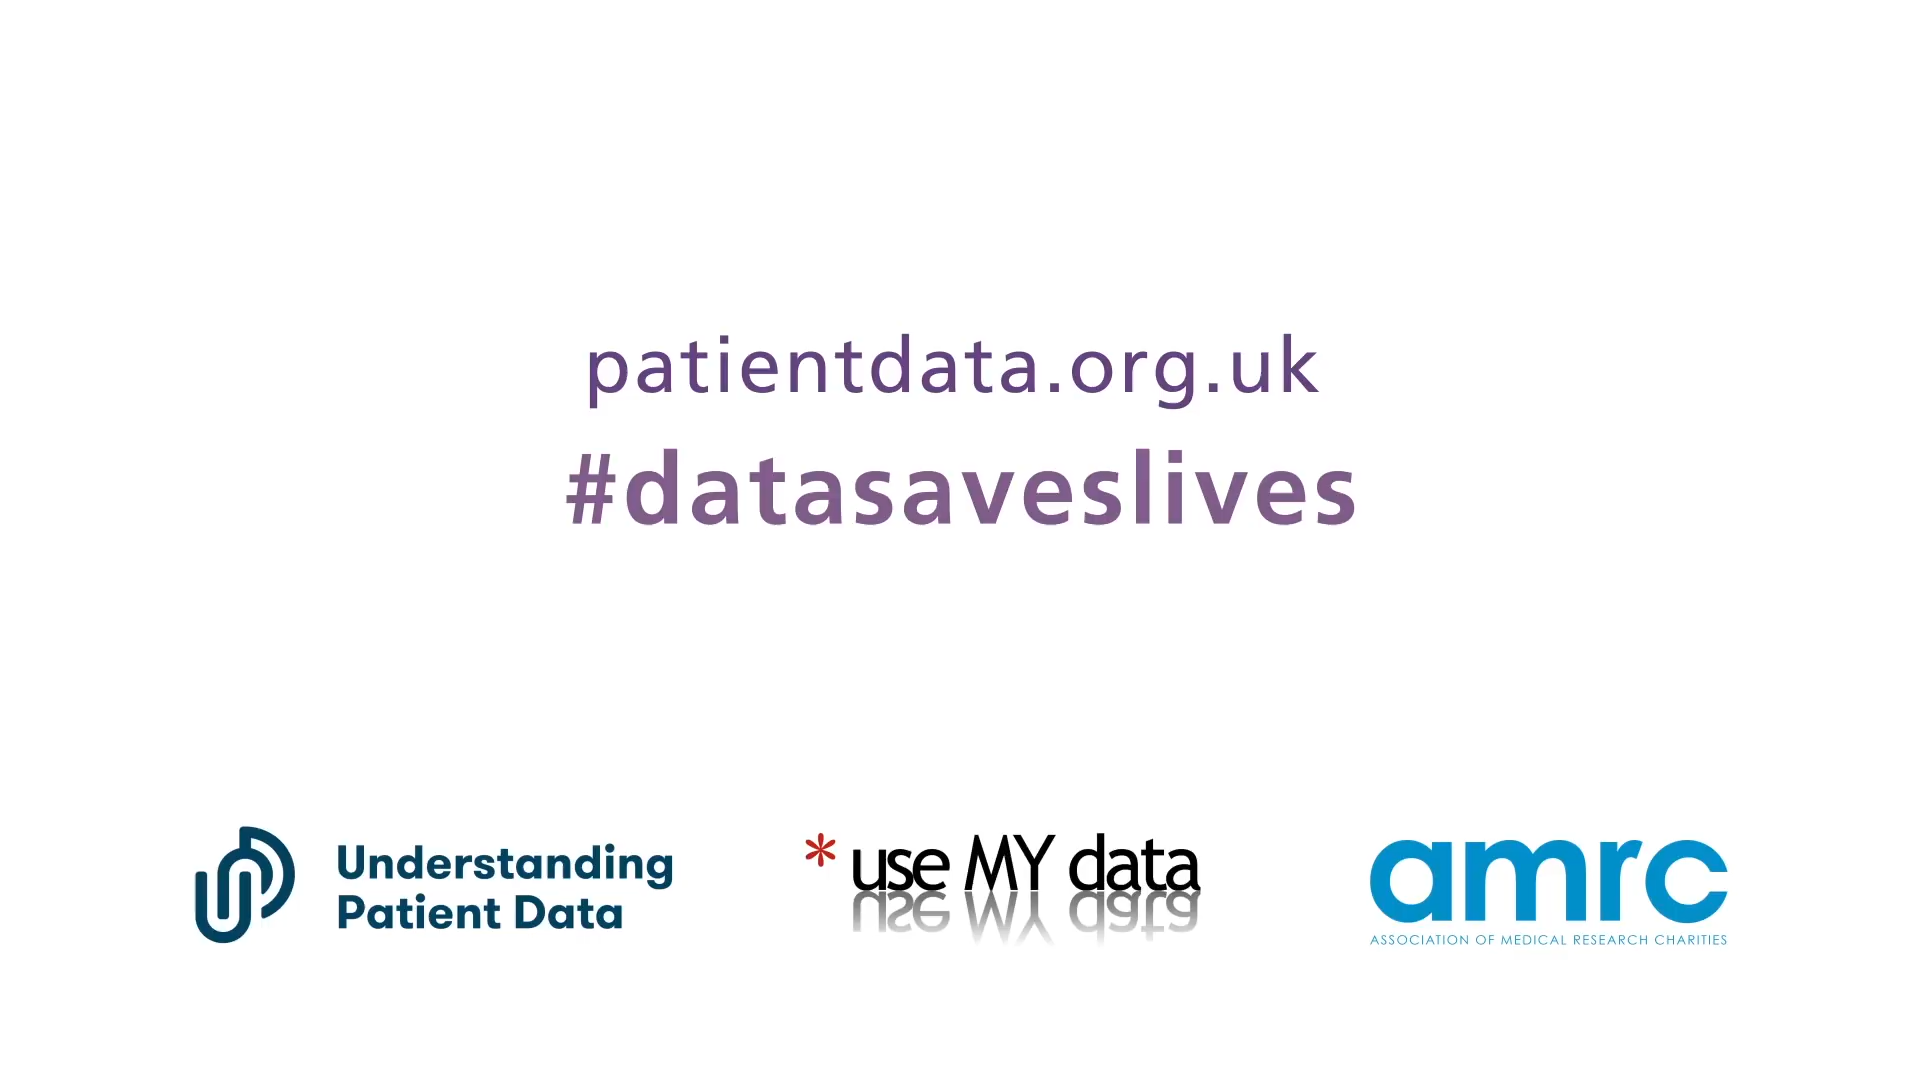 patientdata.org.uk
#datasaveslives
Understanding
Patient Data
* use MY data
amrc
ASSOCIATION OF MEDICAL RESEARCH CHARITIES